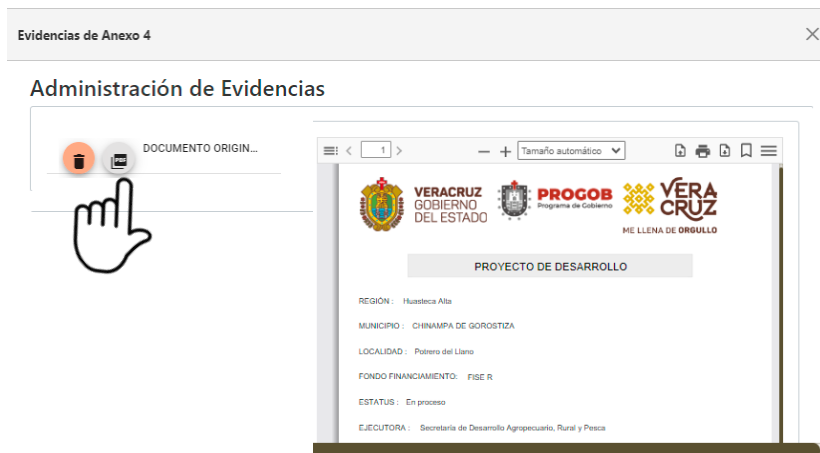 Evidencias de Anexo 4
Administración de Evidencias
PDF
DOCUMENTO ORIGIN...
1
Tamaño automático
VERACRUZ
GOBIERNO
DEL ESTADO
PROGOB
Programa de Gobierno
VERA
CRUZ
ME LLENA DE ORGULLO
PROYECTO DE DESARROLLO
REGIÓN : Huasteca Alta
MUNICIPIO : CHINAMPA DE GOROSTIZA
LOCALIDAD : Potrero del Llano
FONDO FINANCIAMIENTO: FISE R
ESTATUS : En proceso
EJECUTORA : Secretaría de Desarrollo Agropecuario, Rural y Pesca